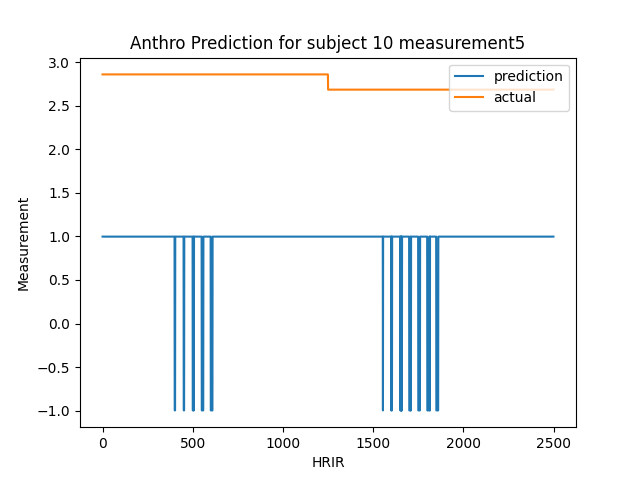 Anthro Prediction for subject 10 measurement5
prediction
actual
3.0
2.5
2.0
1.5
1.0
0.5
0.0
−0.5
−1.0
Measurement
0 500 1000 1500 2000 2500
HRIR